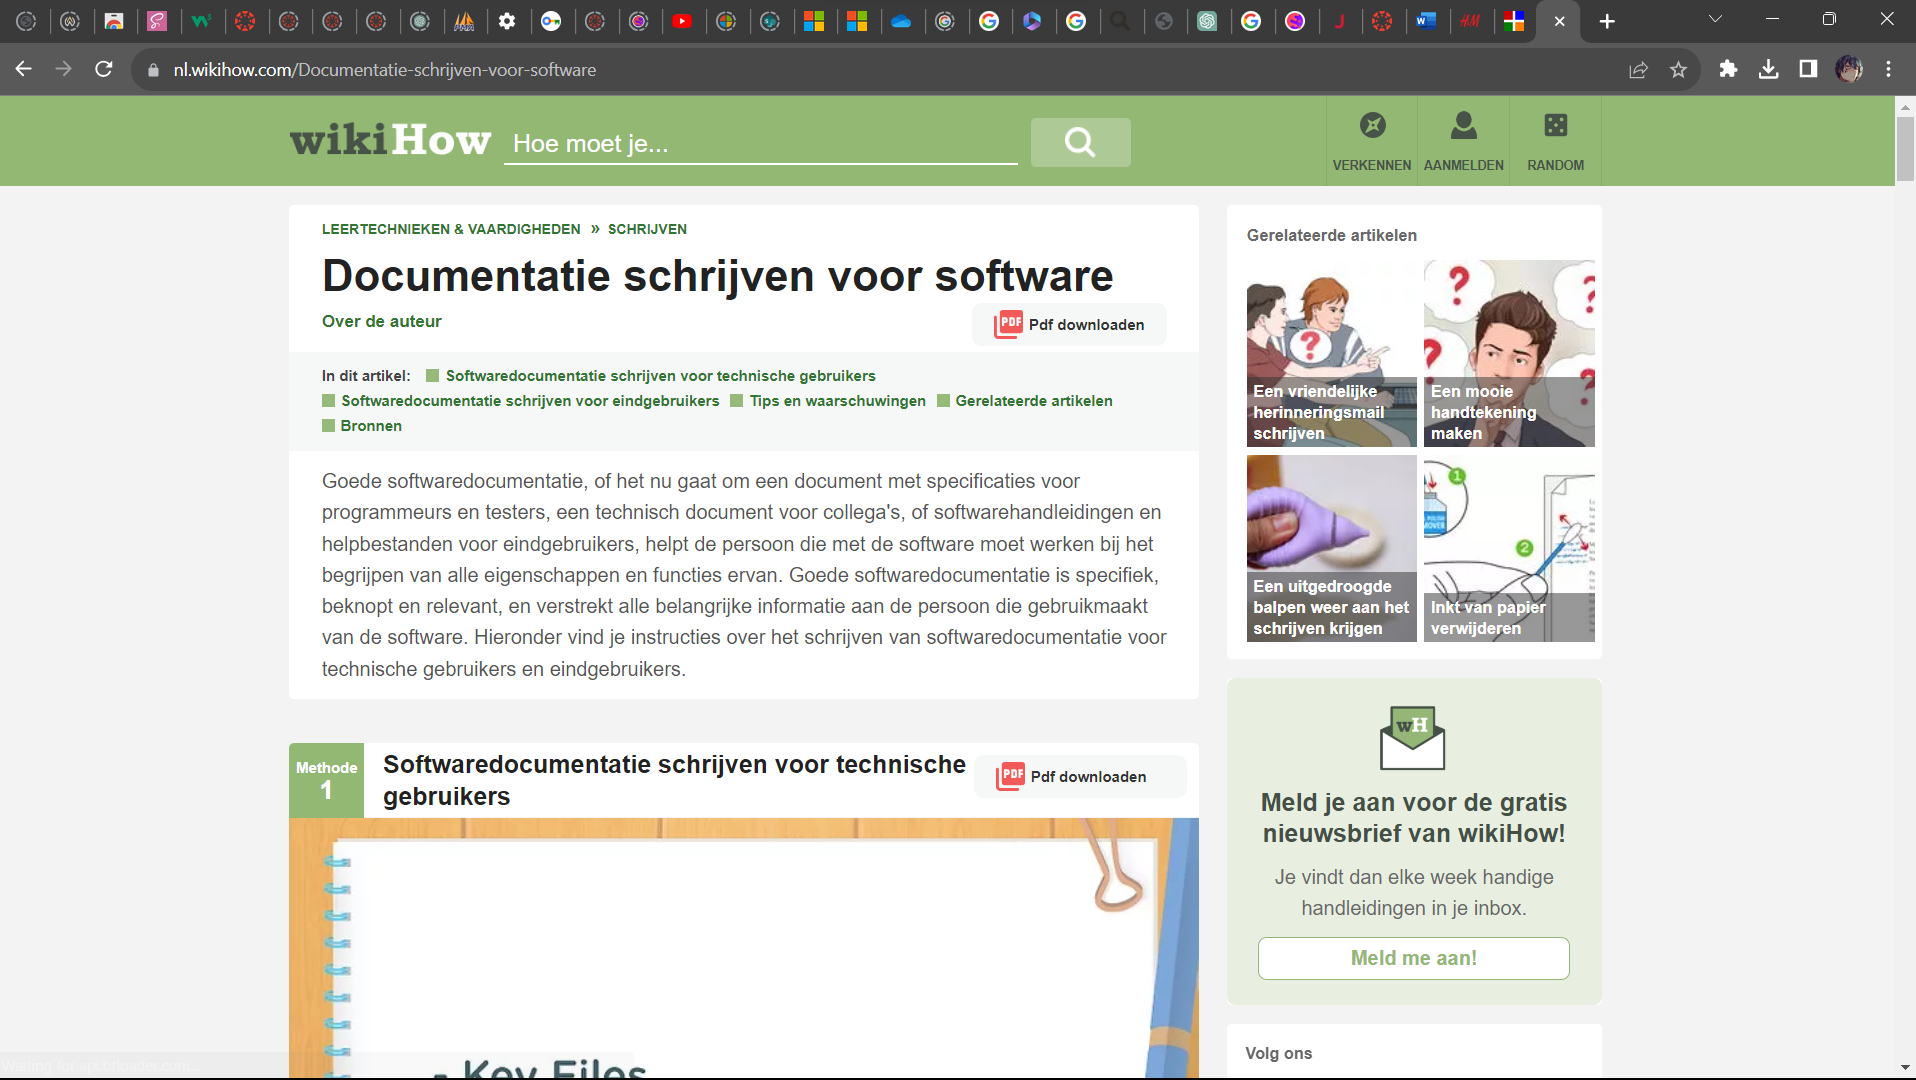 nl.wikihow.com/Documentatie-schrijven-voor-software
wikiHow
Hoe moet je...
VERKENNEN
AANMELDEN
RANDOM
LEERTECHNIEKEN & VAARDIGHEDEN » SCHRIJVEN
Documentatie schrijven voor software
Over de auteur
PDF Pdf downloaden
In dit artikel: Softwaredocumentatie schrijven voor technische gebruikers
Softwaredocumentatie schrijven voor eindgebruikers Tips en waarschuwingen Gerelateerde artikelen
Bronnen
Goede softwaredocumentatie, of het nu gaat om een document met specificaties voor
programmeurs en testers, een technisch document voor collega's, of softwarehandleidingen en
helpbestanden voor eindgebruikers, helpt de persoon die met de software moet werken bij het
begrijpen van alle eigenschappen en functies ervan. Goede softwaredocumentatie is specifiek,
beknopt en relevant, en verstrekt alle belangrijke informatie aan de persoon die gebruikmaakt
van de software. Hieronder vind je instructies over het schrijven van softwaredocumentatie voor
technische gebruikers en eindgebruikers.
Methode
1
Softwaredocumentatie schrijven voor technische
gebruikers
PDF Pdf downloaden
- Key Files
Gerelateerde artikelen
Een vriendelijke
herinneringsmail
schrijven
Een mooie
handtekening
maken
Een uitgedroogde
balpen weer aan het
schrijven krijgen
1
2
Inkt van papier
verwijderen
wH
Meld je aan voor de gratis
nieuwsbrief van wikiHow!
Je vindt dan elke week handige
handleidingen in je inbox.
Meld me aan!
Volg ons